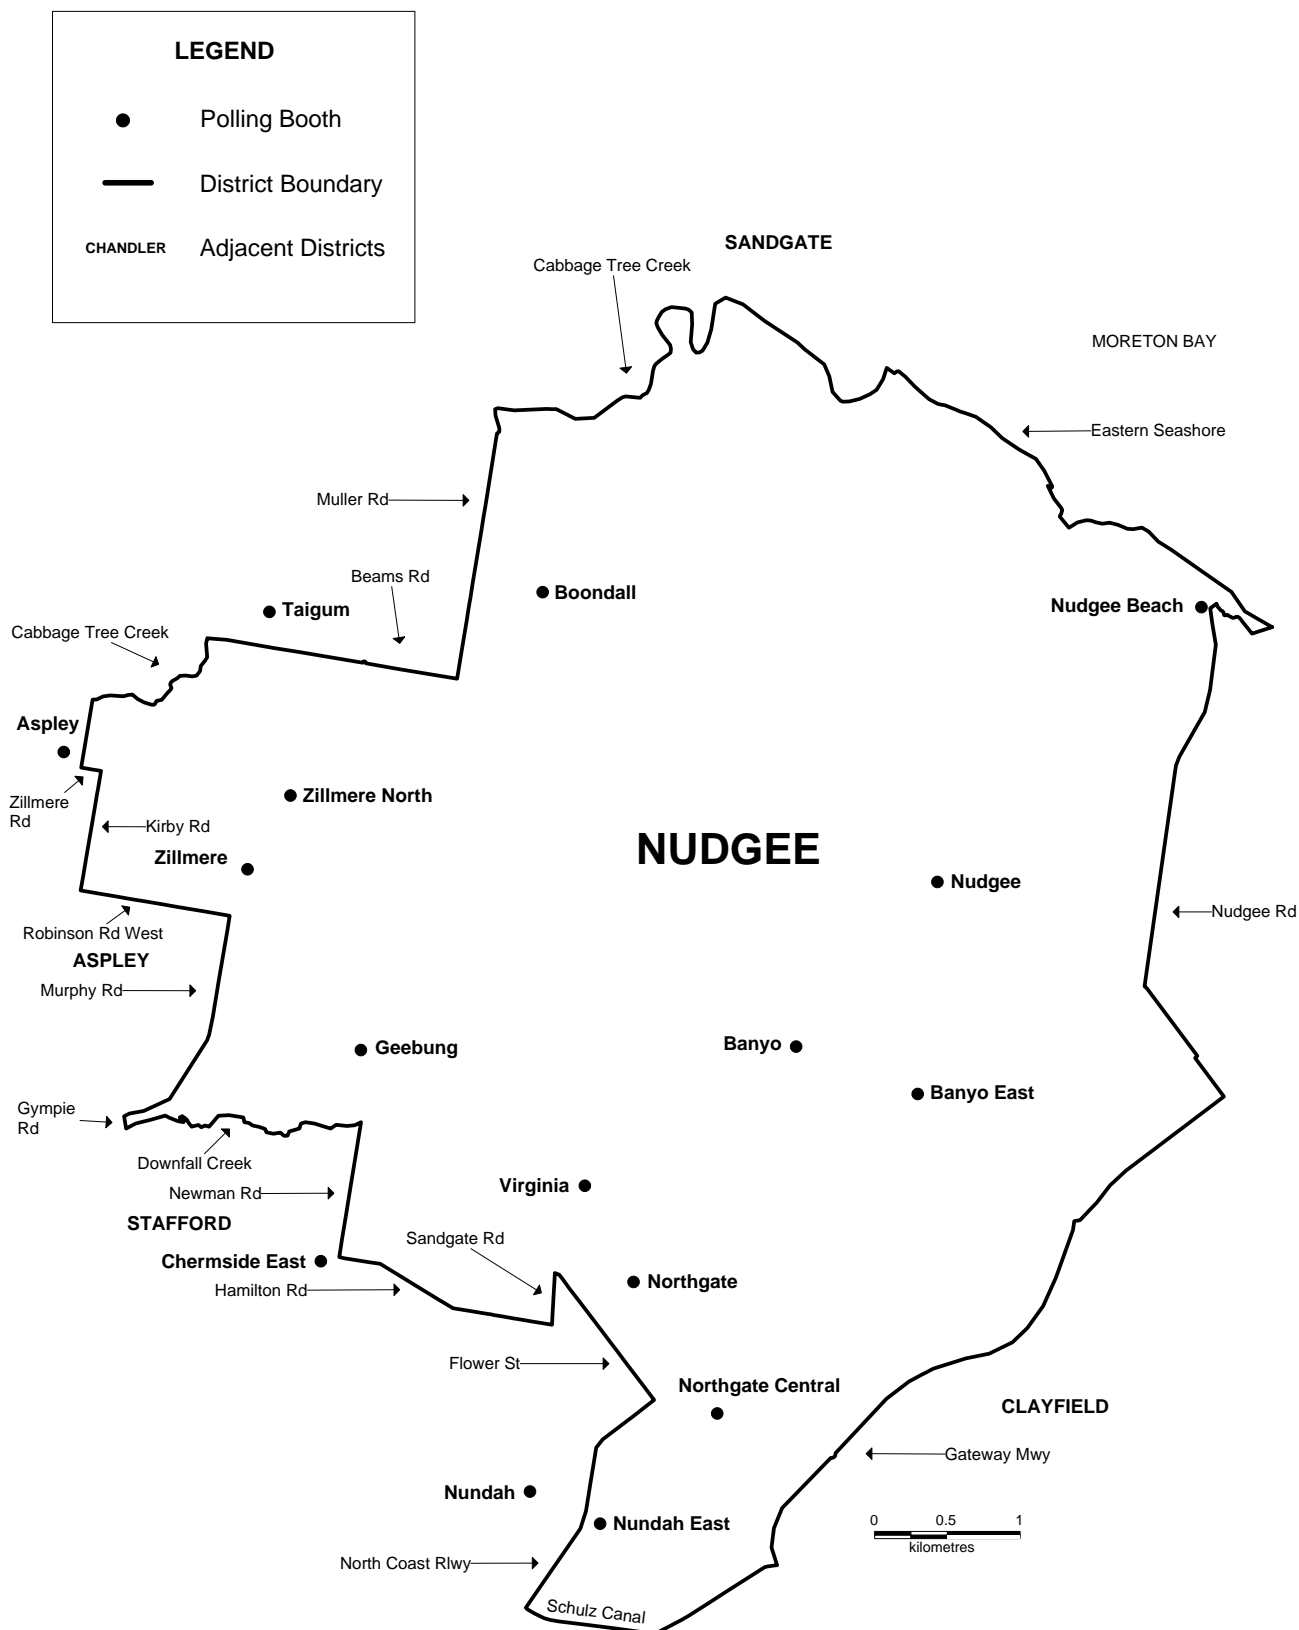 LEGEND
Polling Booth
District Boundary
CHANDLER Adjacent Districts
SANDGATE
Cabbage Tree Creek
MORETON BAY
Eastern Seashore
Muller Rd
Beams Rd
Boondall
Taigum
Nudgee Beach
Cabbage Tree Creek
Aspley
Zillmere
Rd
Zillmere North
Kirby Rd
NUDGEE
Zillmere
Nudgee
Nudgee Rd
Robinson Rd West
ASPLEY
Murphy Rd
Geebung
Banyo
Banyo East
Gympie
Rd
Downfall Creek
Newman Rd
Virginia
STAFFORD
Sandgate Rd
Chermside East
Northgate
Hamilton Rd
Flower St
Northgate Central
CLAYFIELD
Gateway Mwy
Nundah
Nundah East
0 0.5 1
kilometres
North Coast Rlwy
Schulz Canal